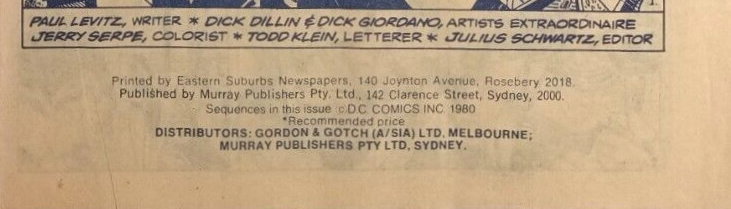 PAUL LEVITZ, WRITER * DICK DILLIN & DICK GIORDANO, ARTISTS EXTRAORDINAIRE
JERRY SERPE, COLORIST * TODD KLEIN, LETTERER * JULIUS SCHWARTZ, EDITOR
Printed by Eastern Suburbs Newspapers, 140 Joynton Avenue, Rosebery 2018.
Published by Murray Publishers Pty. Ltd., 142 Clarence Street, Sydney, 2000.
Sequences in this issue © D.C. COMICS INC. 1980
*Recommended price
DISTRIBUTORS: GORDON & GOTCH (A/SIA) LTD. MELBOURNE;
MURRAY PUBLISHERS PTY LTD, SYDNEY.